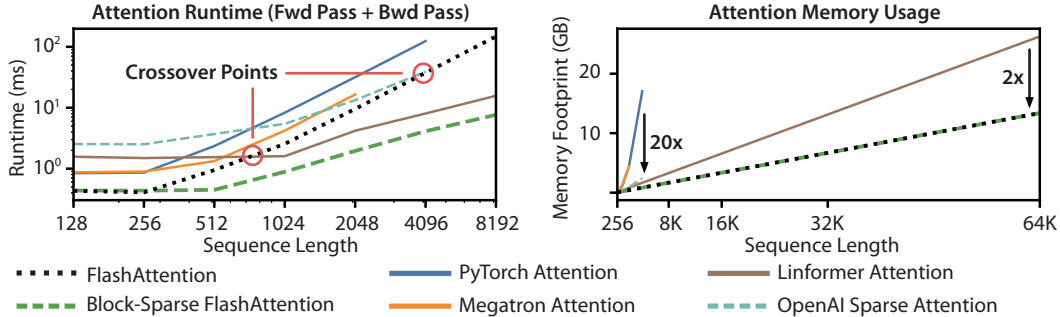 Attention Runtime (Fwd Pass + Bwd Pass)
Runtime (ms)
10²
10¹
10⁰
Crossover Points
128 256 512 1024 2048 4096 8192
Sequence Length
Attention Memory Usage
Memory Footprint (GB)
20
10
20x
2x
256 8K 16K 32K 64K
Sequence Length
FlashAttention
PyTorch Attention
Linformer Attention
Block-Sparse FlashAttention
Megatron Attention
OpenAI Sparse Attention